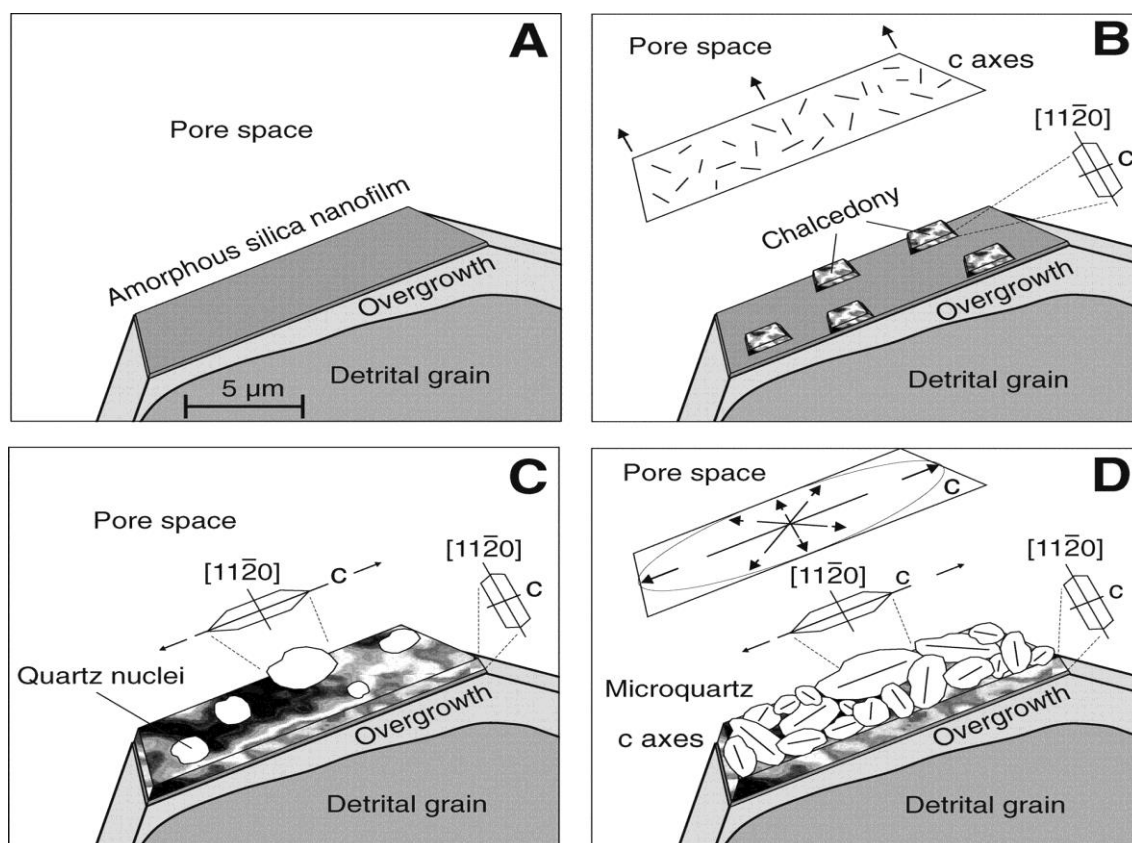 A
Pore space
Amorphous silica nanofilm
Overgrowth
Detrital grain
5 µm
B
Pore space
c axes
[112̅0]
c
Chalcedony
Overgrowth
Detrital grain
C
Pore space
[112̅0]
c
[112̅0]
c
Quartz nuclei
Overgrowth
Detrital grain
D
Pore space
c
[112̅0]
c
[112̅0]
c
Microquartz
c axes
Overgrowth
Detrital grain